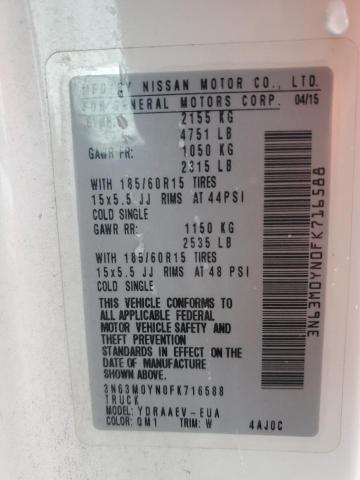 MFD BY NISSAN MOTOR CO., LTD.
FOR GENERAL MOTORS CORP. 04/15
2155 KG
4751 LB
GAWR FR: 1050 KG
2315 LB
WITH 185/60R15 TIRES
15x5.5 JJ RIMS AT 44PSI
COLD SINGLE
GAWR RR: 1150 KG
2535 LB
WITH 185/60R15 TIRES
15x5.5 JJ RIMS AT 48 PSI
COLD SINGLE
THIS VEHICLE CONFORMS TO
ALL APPLICABLE FEDERAL
MOTOR VEHICLE SAFETY AND
THEFT PREVENTION
STANDARDS IN EFFECT ON THE
DATE OF MANUFACTURE SHOWN
ABOVE.
3N63M0YN0FK716588
TRUCK
MODEL: YDRAAEV-EUA
COLOR: QM1 TRIM: W 4AJ0C
3N63M0YN0FK716588